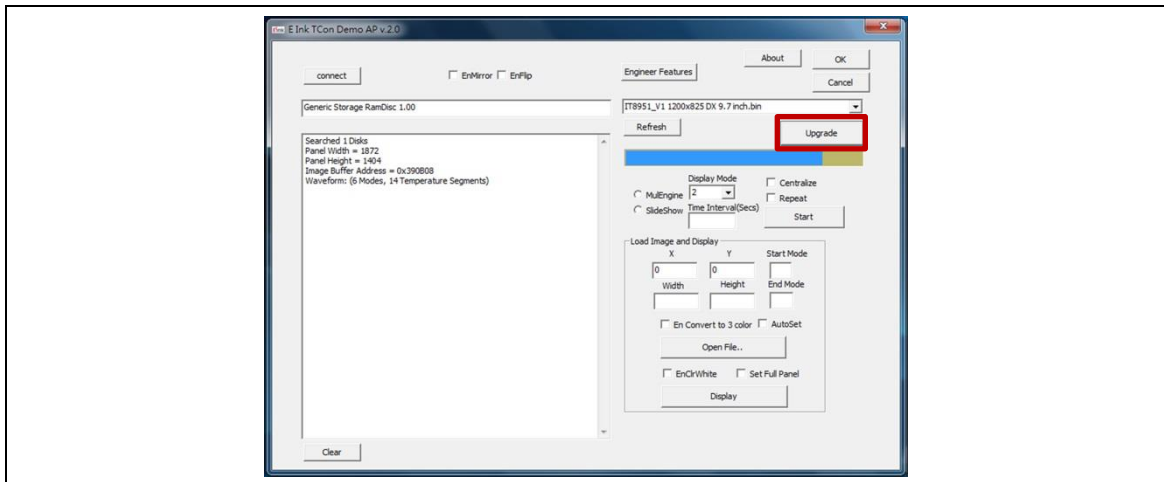 E Ink TCon Demo AP v.2.0
About
OK
connect
EnMirror
EnFlip
Engineer Features
Cancel
Generic Storage RamDisc 1.00
IT8951_V1 1200x825 DX 9.7 inch.bin
Refresh
Upgrade
Searched 1 Disks
Panel Width = 1872
Panel Height = 1404
Image Buffer Address = 0x390B08
Waveform: (6 Modes, 14 Temperature Segments)
Display Mode
MulEngine
2
Centralize
Repeat
SlideShow
Time Interval(Secs)
Start
Load Image and Display
X Y Start Mode
0 0
Width Height End Mode
En Convert to 3 color AutoSet
Open File..
EnClrWhite Set Full Panel
Display
Clear